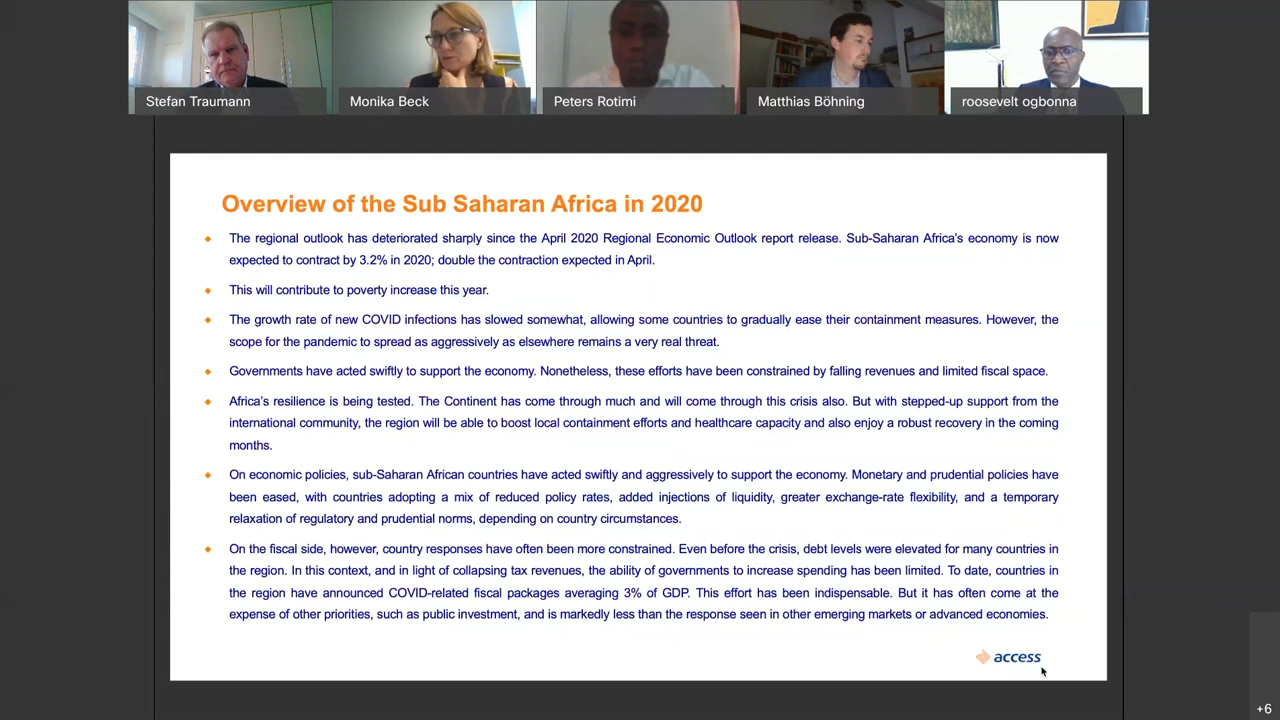 Stefan Traumann
Monika Beck
Peters Rotimi
Matthias Böhning
roosevelt ogbonna
Overview of the Sub Saharan Africa in 2020
The regional outlook has deteriorated sharply since the April 2020 Regional Economic Outlook report release. Sub-Saharan Africa's economy is now
expected to contract by 3.2% in 2020; double the contraction expected in April.
This will contribute to poverty increase this year.
The growth rate of new COVID infections has slowed somewhat, allowing some countries to gradually ease their containment measures. However, the
scope for the pandemic to spread as aggressively as elsewhere remains a very real threat.
Governments have acted swiftly to support the economy. Nonetheless, these efforts have been constrained by falling revenues and limited fiscal space.
Africa's resilience is being tested. The Continent has come through much and will come through this crisis also. But with stepped-up support from the
international community, the region will be able to boost local containment efforts and healthcare capacity and also enjoy a robust recovery in the coming
months.
On economic policies, sub-Saharan African countries have acted swiftly and aggressively to support the economy. Monetary and prudential policies have
been eased, with countries adopting a mix of reduced policy rates, added injections of liquidity, greater exchange-rate flexibility, and a temporary
relaxation of regulatory and prudential norms, depending on country circumstances.
On the fiscal side, however, country responses have often been more constrained. Even before the crisis, debt levels were elevated for many countries in
the region. In this context, and in light of collapsing tax revenues, the ability of governments to increase spending has been limited. To date, countries in
the region have announced COVID-related fiscal packages averaging 3% of GDP. This effort has been indispensable. But it has often come at the
expense of other priorities, such as public investment, and is markedly less than the response seen in other emerging markets or advanced economies.
access
+6